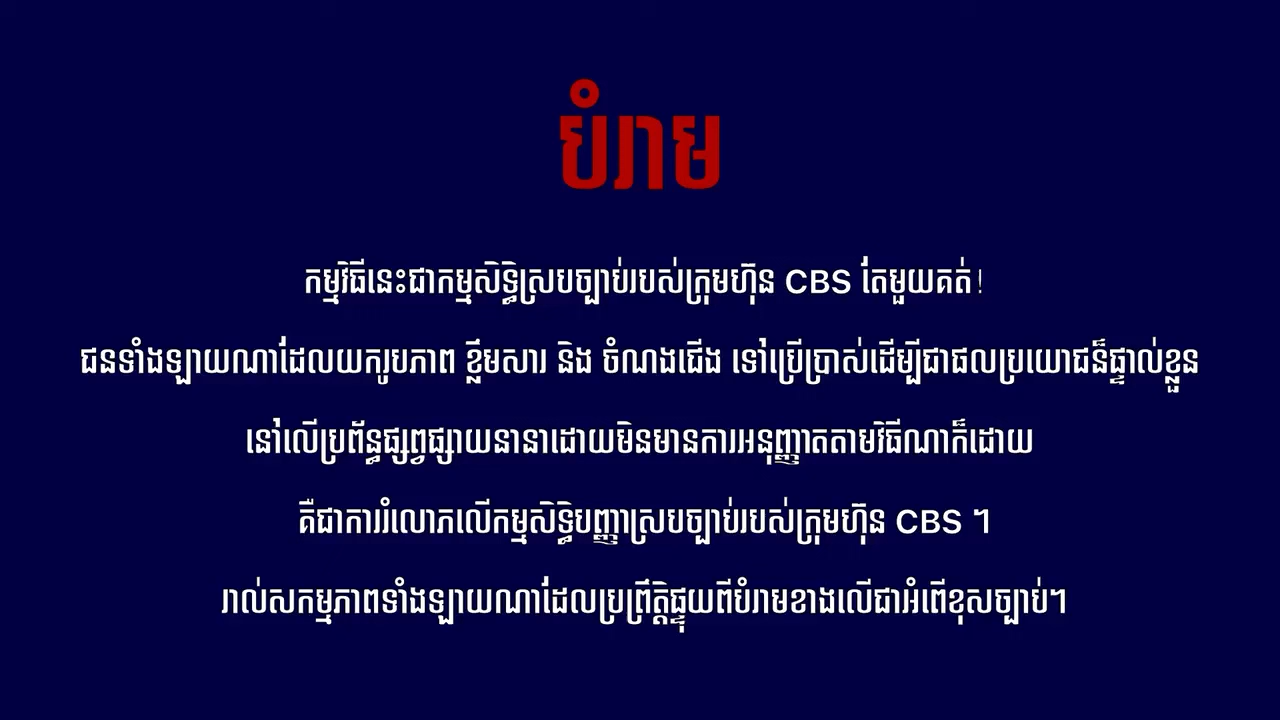 បំរាម
កម្មវិធីនេះជាកម្មសិទ្ធិស្របច្បាប់របស់ក្រុមហ៊ុន CBS តែមួយគត់!
ជនទាំងឡាយណាដែលយករូបភាព ខ្លឹមសារ និង ចំណងជើង ទៅប្រើប្រាស់ដើម្បីជាផលប្រយោជន៏ផ្ទាល់ខ្លួន
នៅលើប្រព័ន្ធផ្សព្វផ្សាយនានាដោយមិនមានការអនុញ្ញាតតាមវិធីណាក៏ដោយ
គឺជាការរំលោភលើកម្មសិទ្ធិបញ្ញាស្របច្បាប់របស់ក្រុមហ៊ុន CBS ។
រាល់សកម្មភាពទាំងឡាយណាដែលប្រព្រឹត្តិផ្ទុយពីបំរាមខាងលើជាអំពើខុសច្បាប់។